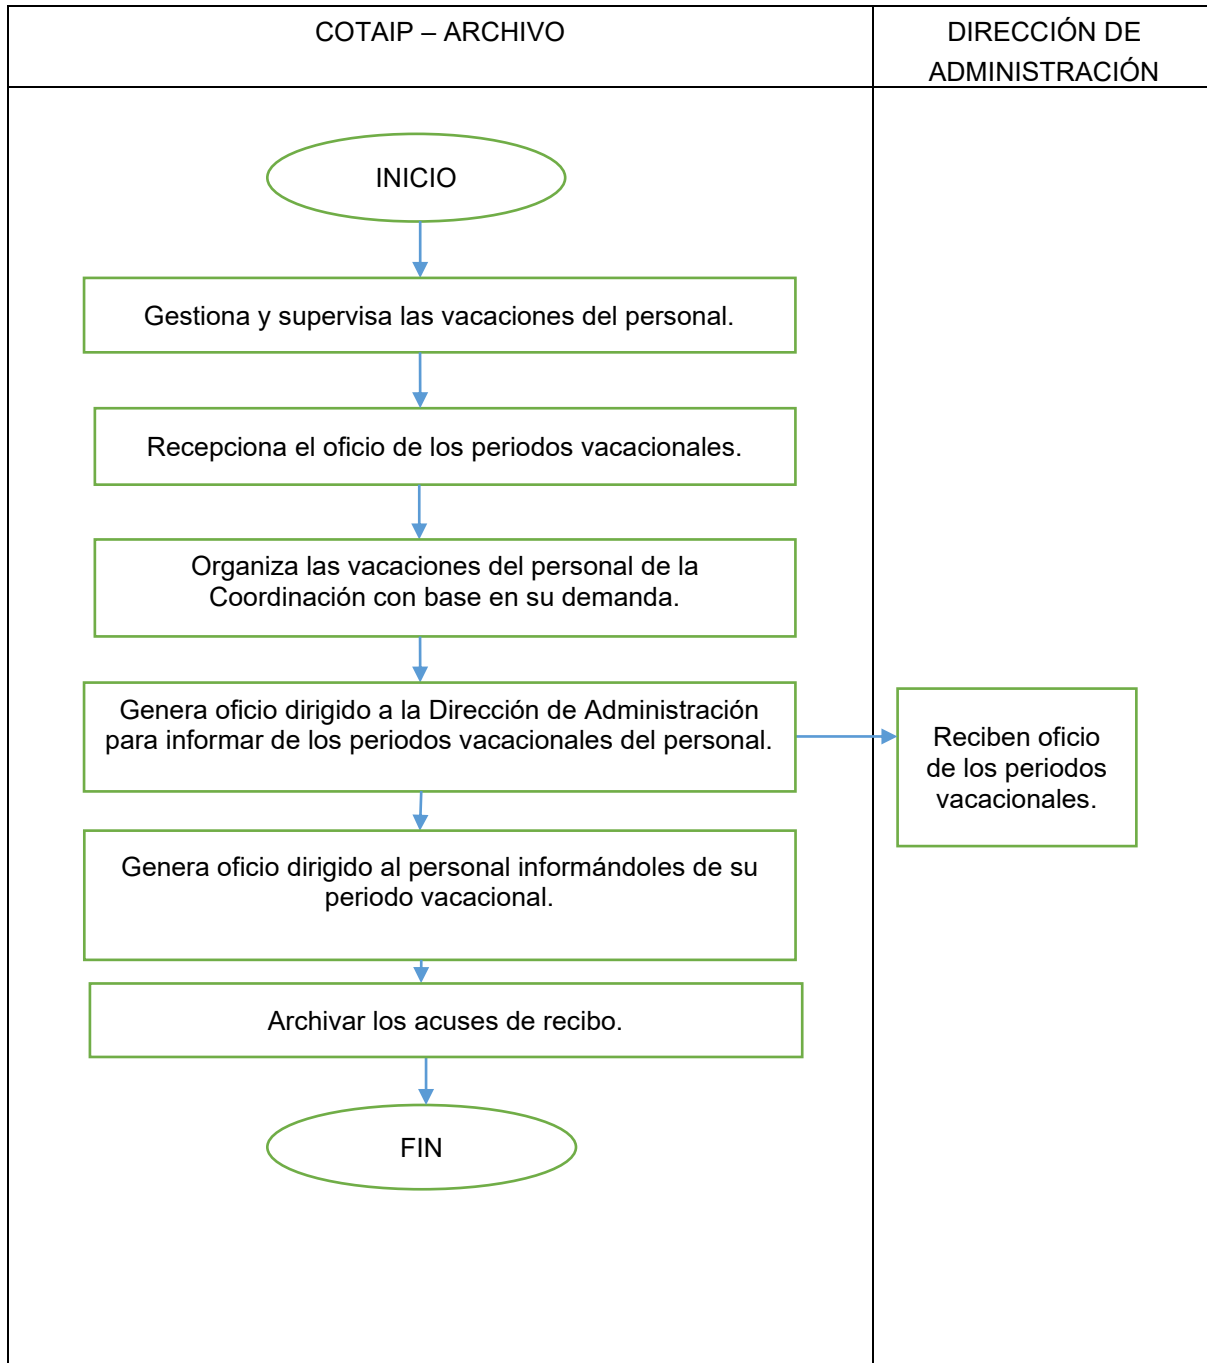 COTAIP – ARCHIVO
DIRECCIÓN DE
ADMINISTRACIÓN
INICIO
Gestiona y supervisa las vacaciones del personal.
Recepciona el oficio de los periodos vacacionales.
Organiza las vacaciones del personal de la
Coordinación con base en su demanda.
Genera oficio dirigido a la Dirección de Administración
para informar de los periodos vacacionales del personal.
Reciben oficio
de los periodos
vacacionales.
Genera oficio dirigido al personal informándoles de su
periodo vacacional.
Archivar los acuses de recibo.
FIN